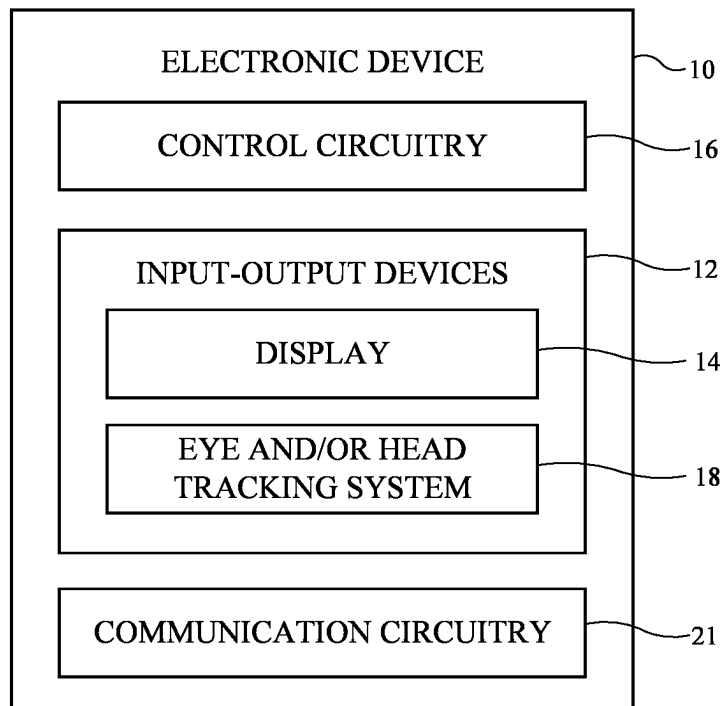 ELECTRONIC DEVICE
10
CONTROL CIRCUITRY
16
INPUT-OUTPUT DEVICES
12
DISPLAY
14
EYE AND/OR HEAD
TRACKING SYSTEM
18
COMMUNICATION CIRCUITRY
21